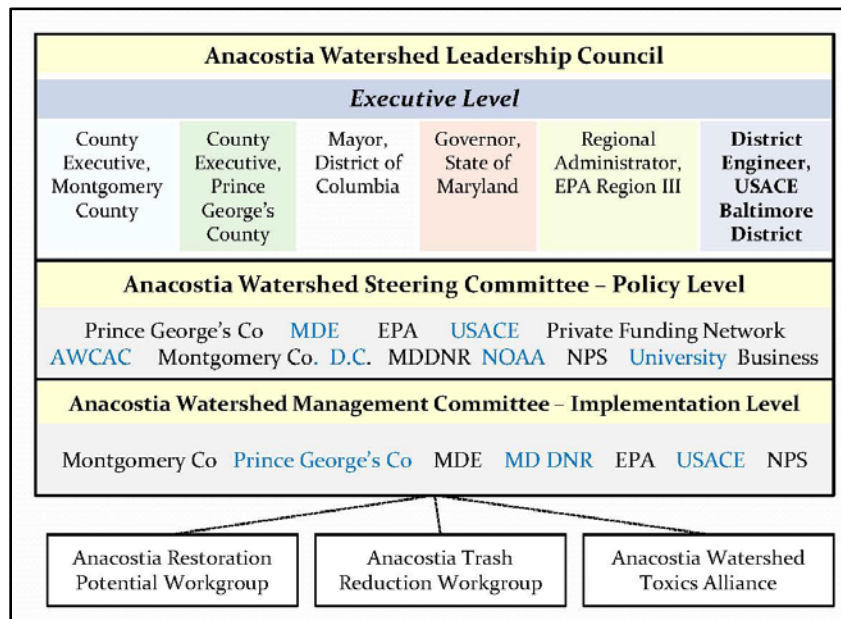 Anacostia Watershed Leadership Council
Executive Level
County
Executive,
Montgomery
County
County
Executive,
Prince
George's
County
Mayor,
District of
Columbia
Governor,
State of
Maryland
Regional
Administrator,
EPA Region III
District
Engineer,
USACE
Baltimore
District
Anacostia Watershed Steering Committee – Policy Level
Prince George's Co MDE EPA USACE Private Funding Network
AWCAC Montgomery Co. D.C. MDDNR NOAA NPS University Business
Anacostia Watershed Management Committee – Implementation Level
Montgomery Co Prince George's Co MDE MD DNR EPA USACE NPS
Anacostia Restoration
Potential Workgroup
Anacostia Trash
Reduction Workgroup
Anacostia Watershed
Toxics Alliance